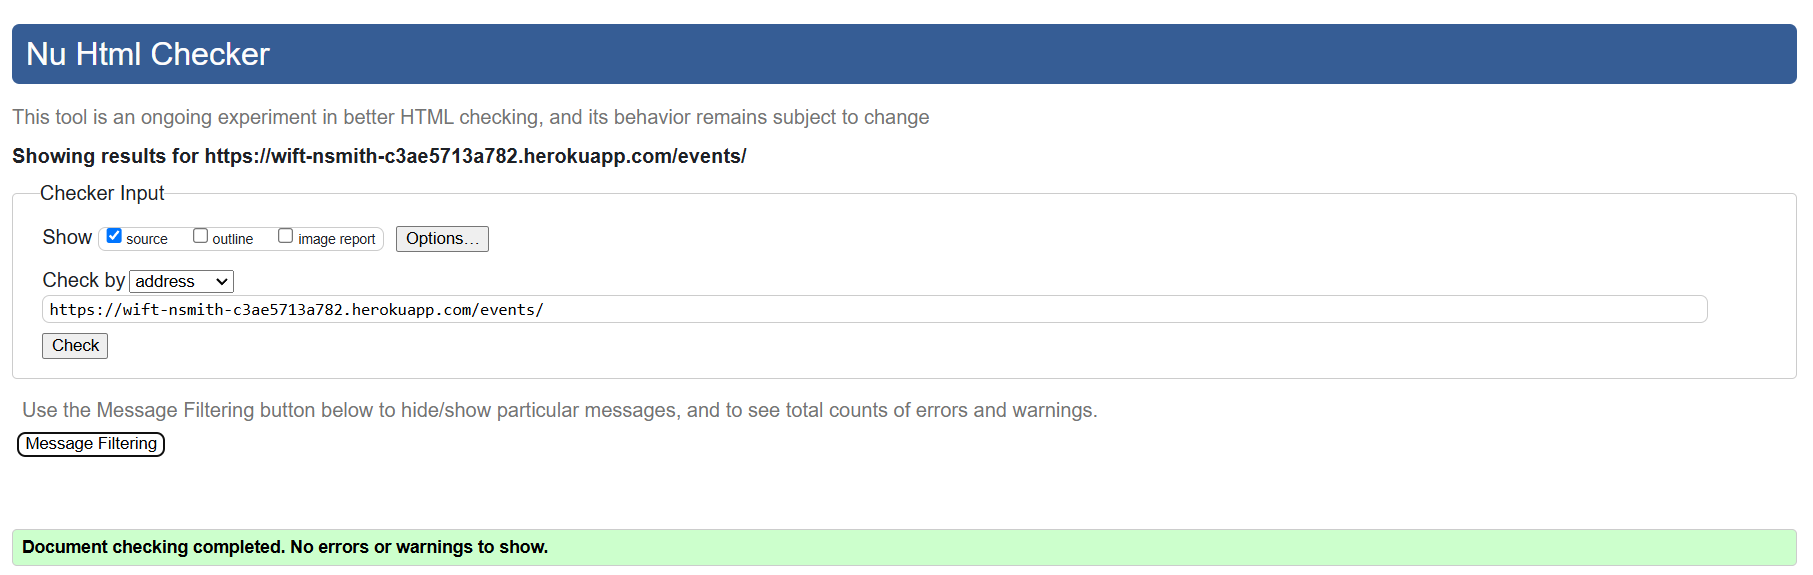 Nu Html Checker
This tool is an ongoing experiment in better HTML checking, and its behavior remains subject to change
Showing results for https://wift-nsmith-c3ae5713a782.herokuapp.com/events/
Checker Input
Show source outline image report Options...
Check by address
https://wift-nsmith-c3ae5713a782.herokuapp.com/events/
Check
Use the Message Filtering button below to hide/show particular messages, and to see total counts of errors and warnings.
Message Filtering
Document checking completed. No errors or warnings to show.